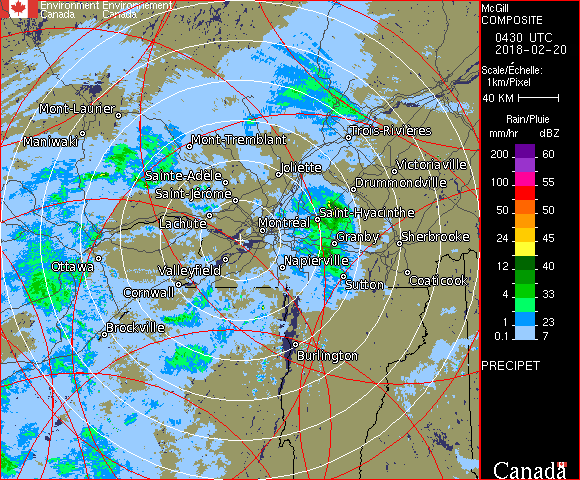 Environment Environnement
Canada Canada
McGill
COMPOSITE
0430 UTC
2018-02-20
Scale/Échelle:
1km/Pixel
40 KM
Rain/Pluie
mm/hr dBZ
200 60
100 55
50 50
24 45
12 40
4 33
1 23
0.1 7
PRECIPET
Canada
Mont-Laurier
Maniwaki
Mont-Tremblant
Trois-Rivières
Sainte-Adèle
Joliette
Victoriaville
Saint-Jérôme
Drummondville
Lachute
Saint-Hyacinthe
Montréal
Granby
Sherbrooke
Ottawa
Valleyfield
Napierville
Cornwall
Sutton
Coaticook
Brockville
Burlington